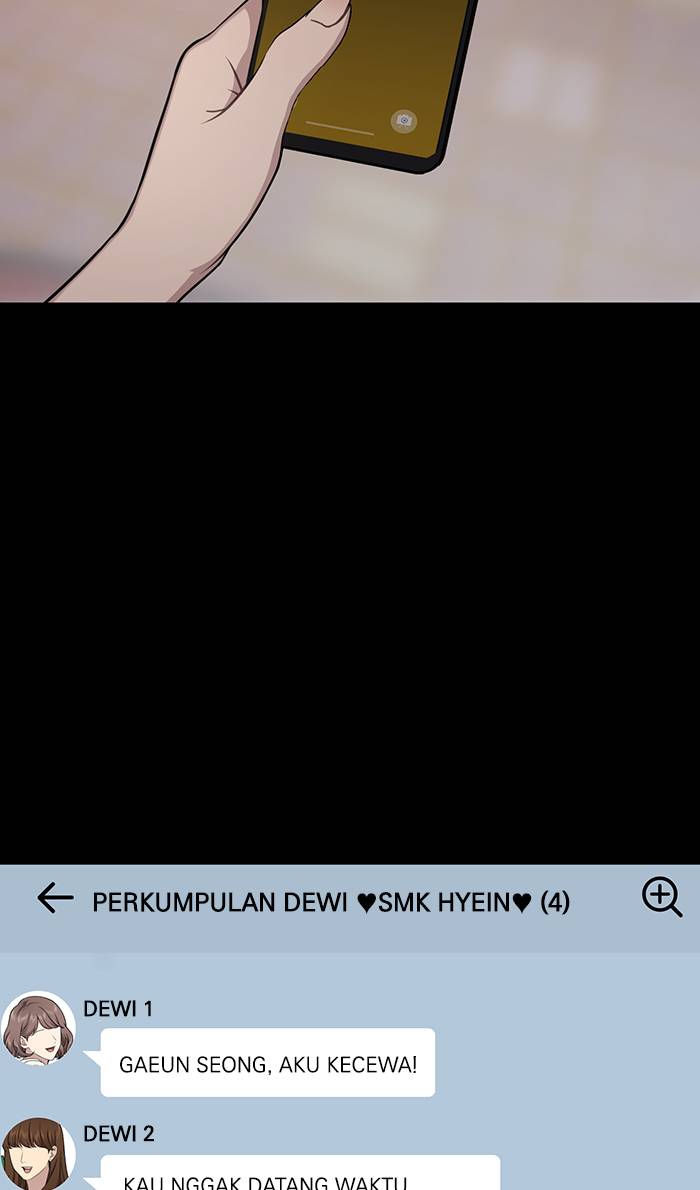 PERKUMPULAN DEWI ♥SMK HYEIN♥ (4)
DEWI 1
GAEUN SEONG, AKU KECEWA!
DEWI 2
KAU NGGAK DATANG WAKTU